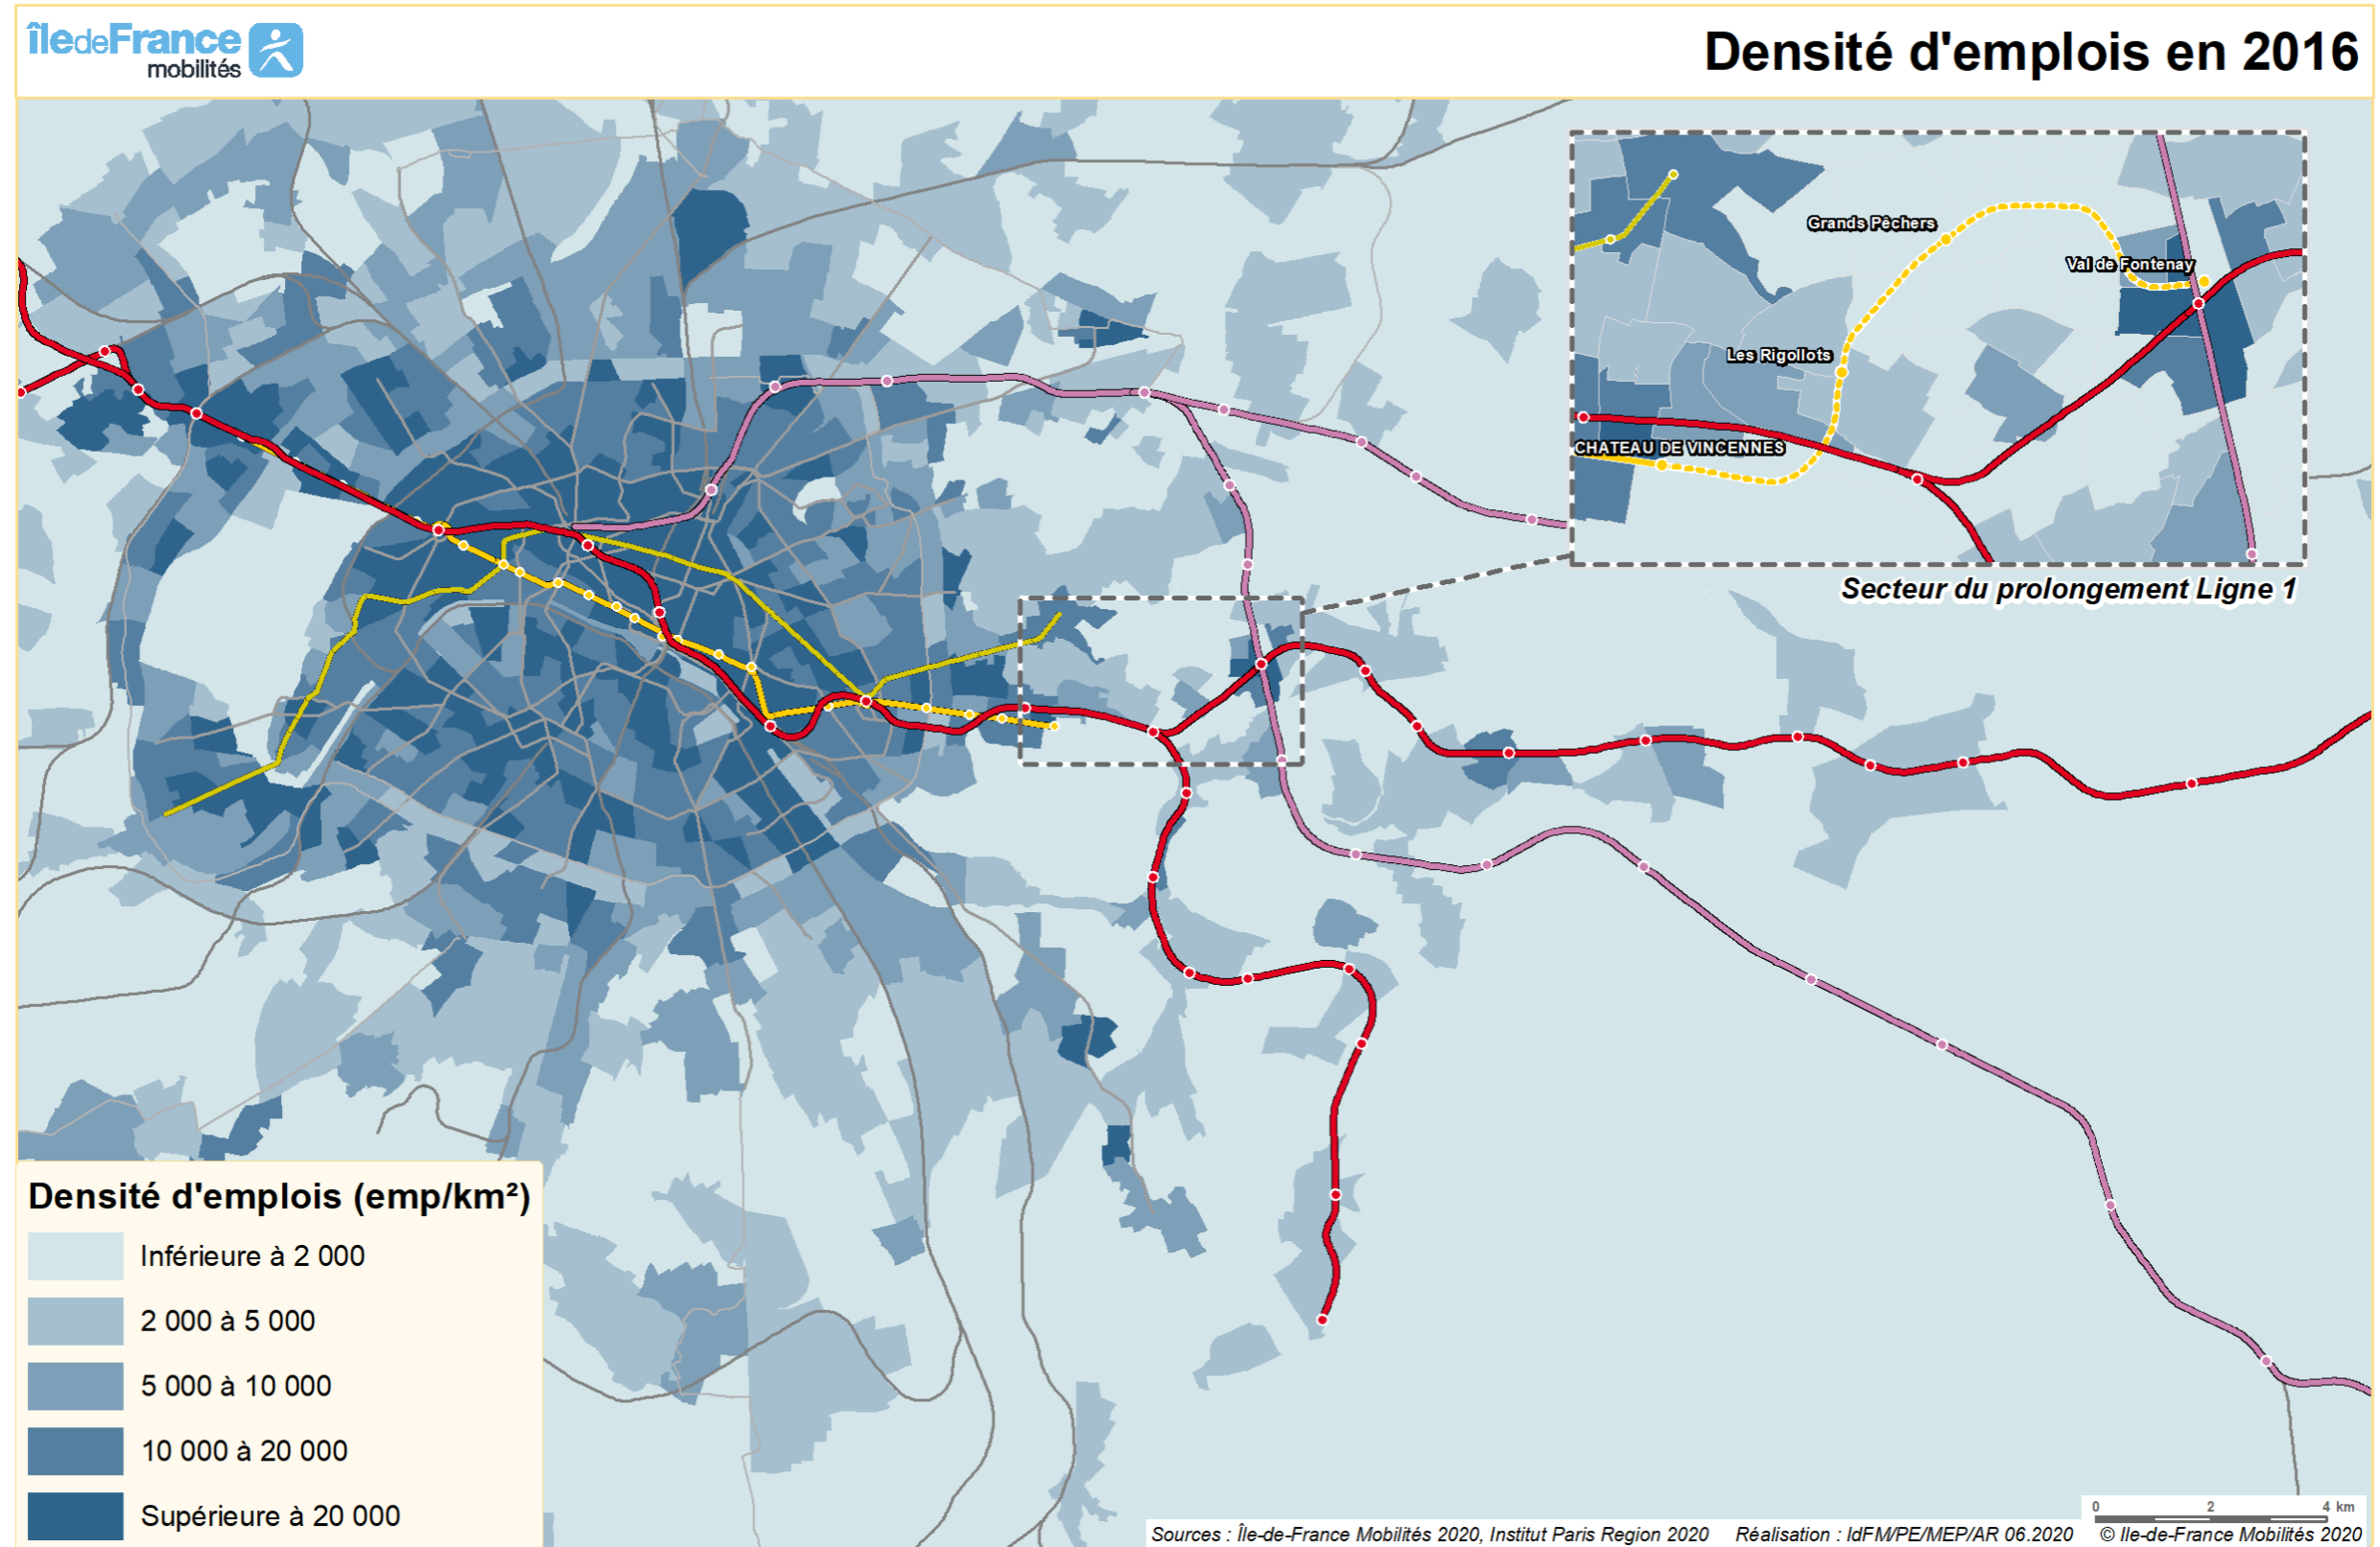 îledeFrance
mobilités
Densité d'emplois en 2016
Grands Pêchers
Val de Fontenay
Les Rigollots
CHATEAU DE VINCENNES
Secteur du prolongement Ligne 1
Densité d'emplois (emp/km²)
Inférieure à 2 000
2 000 à 5 000
5 000 à 10 000
10 000 à 20 000
Supérieure à 20 000
0 2 4 km
Sources : Île-de-France Mobilités 2020, Institut Paris Region 2020 Réalisation : IdFM/PE/MEP/AR 06.2020 © Ile-de-France Mobilités 2020